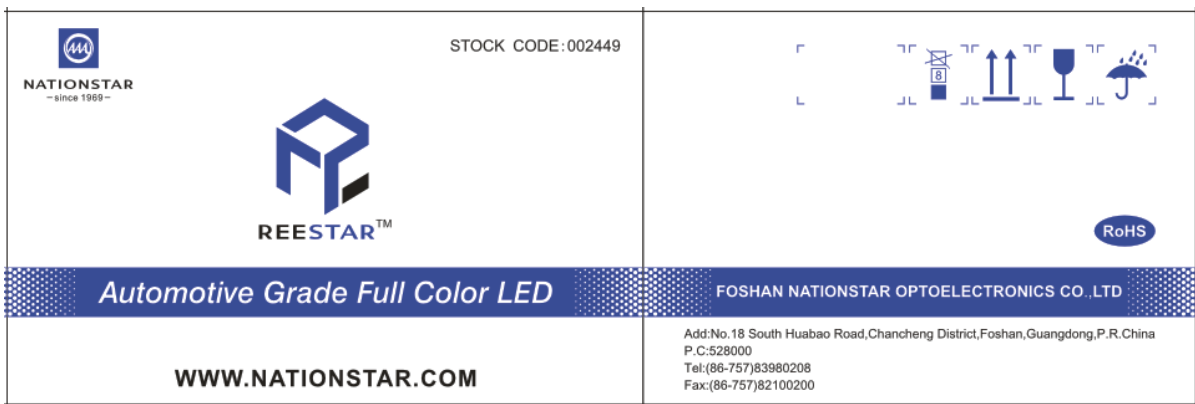 NATIONSTAR
-since 1969-
STOCK CODE:002449
REESTAR™
Automotive Grade Full Color LED
WWW.NATIONSTAR.COM
8
RoHS
FOSHAN NATIONSTAR OPTOELECTRONICS CO.,LTD
Add:No.18 South Huabao Road,Chancheng District,Foshan,Guangdong,P.R.China
P.C:528000
Tel:(86-757)83980208
Fax:(86-757)82100200